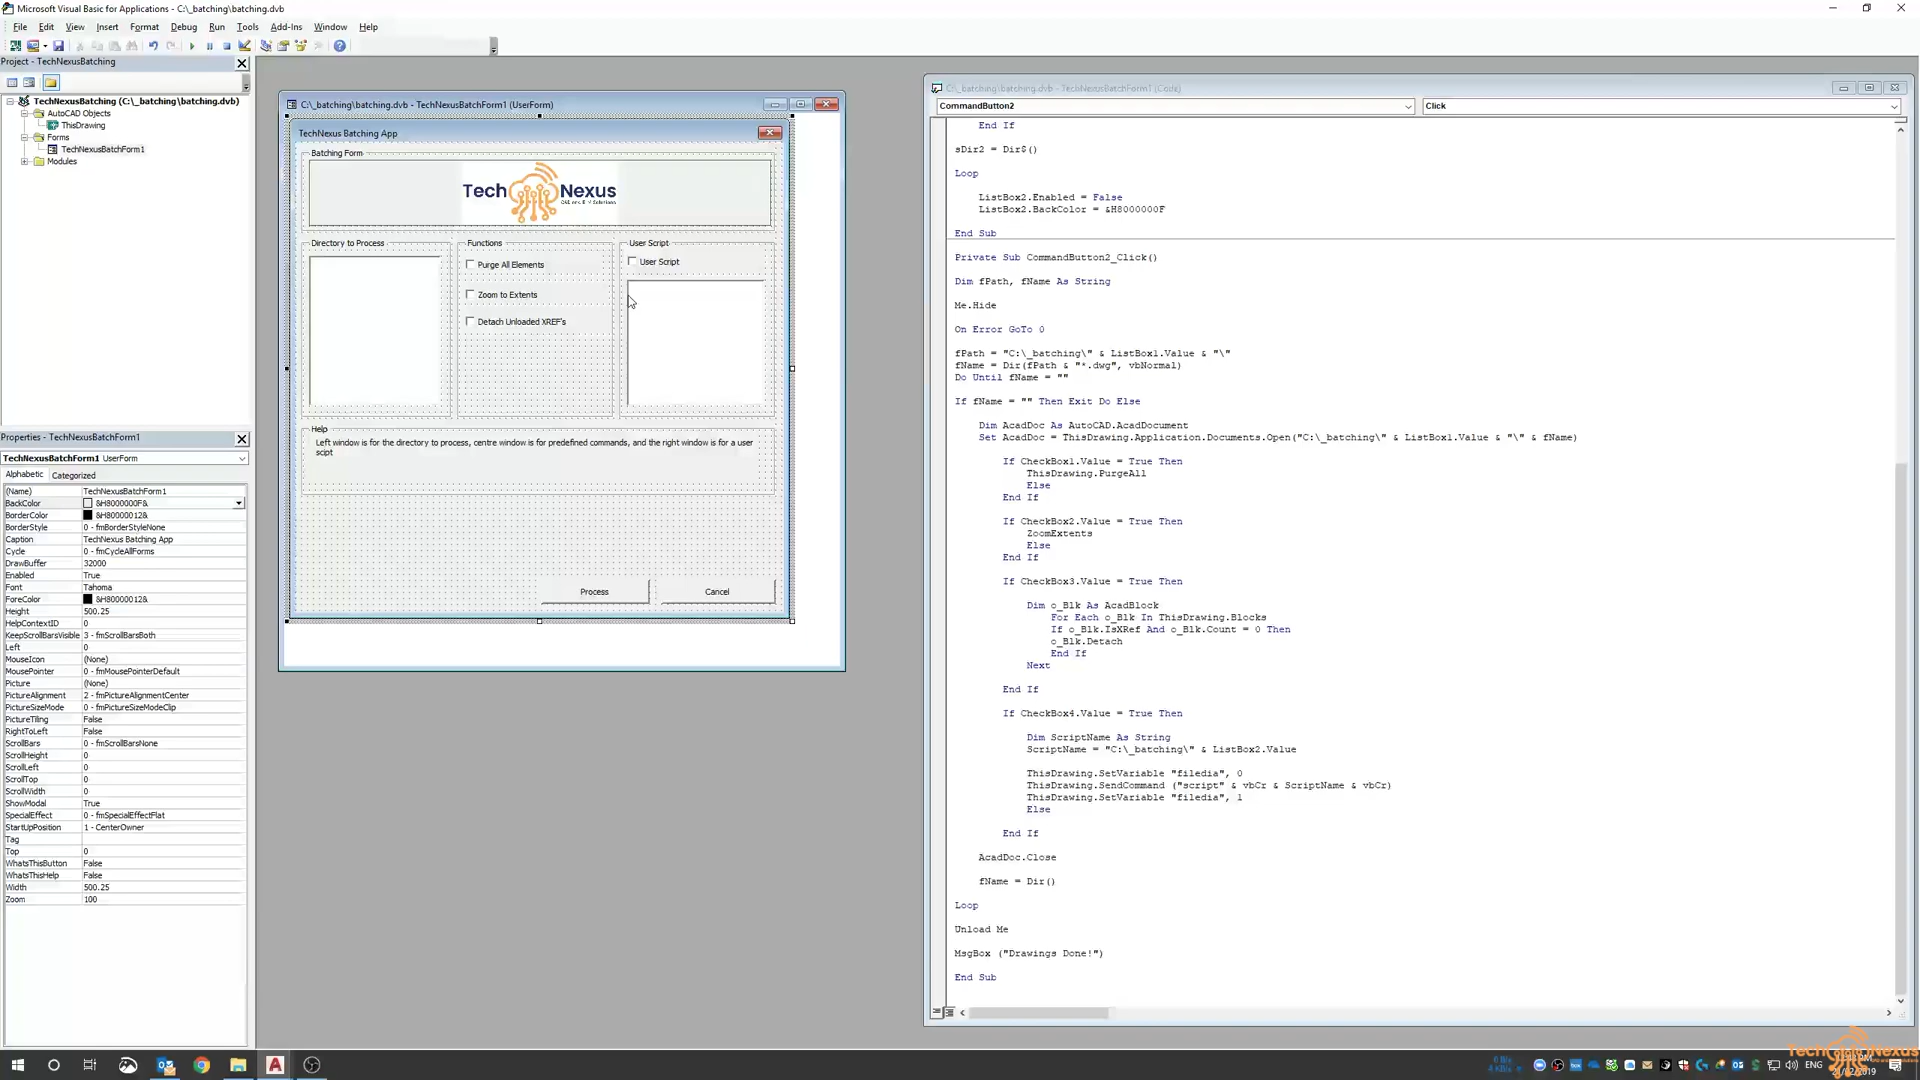 Microsoft Visual Basic for Applications - C:\_batching\batching.dvb
File Edit View Insert Format Debug Run Tools Add-Ins Window Help
Project - TechNexusBatching
TechNexusBatching (C:\_batching\batching.dvb)
AutoCAD Objects
ThisDrawing
Forms
TechNexusBatchForm1
Modules
Properties - TechNexusBatchForm1
TechNexusBatchForm1 UserForm
Alphabetic Categorized
(Name) TechNexusBatchForm1
BackColor &H8000000F&
BorderColor &H80000012&
BorderStyle 0 - fmBorderStyleNone
Caption TechNexus Batching App
Cycle 0 - fmCycleAllForms
DrawBuffer 32000
Enabled True
Font Tahoma
ForeColor &H80000012&
Height 500.25
HelpContextID 0
KeepScrollBarsVisible 3 - fmScrollBarsBoth
Left 0
MouseIcon (None)
MousePointer 0 - fmMousePointerDefault
Picture (None)
PictureAlignment 2 - fmPictureAlignmentCenter
PictureSizeMode 0 - fmPictureSizeModeClip
PictureTiling False
RightToLeft False
ScrollBars 0 - fmScrollBarsNone
ScrollHeight 0
ScrollLeft 0
ScrollTop 0
ScrollWidth 0
ShowModal True
SpecialEffect 0 - fmSpecialEffectFlat
StartUpPosition 1 - CenterOwner
Tag
Top 0
WhatsThisButton False
WhatsThisHelp False
Width 500.25
Zoom 100
C:\_batching\batching.dvb - TechNexusBatchForm1 (UserForm)
TechNexus Batching App
Batching Form
Tech Nexus
Directory to Process
Functions
Purge All Elements
Zoom to Extents
Detach Unloaded XREF's
User Script
User Script
Help
Left window is for the directory to process, centre window is for predefined commands, and the right window is for a user
scipt
Process
Cancel
C:\_batching\batching.dvb - TechNexusBatchForm1 (Code)
CommandButton2
Click
End If
sDir2 = Dir$()
Loop
ListBox2.Enabled = False
ListBox2.BackColor = &H8000000F
End Sub
Private Sub CommandButton2_Click()
Dim fPath, fName As String
Me.Hide
On Error GoTo 0
fPath = "C:\_batching\" & ListBox1.Value & "\"
fName = Dir(fPath & "*.dwg", vbNormal)
Do Until fName = ""
If fName = "" Then Exit Do Else
Dim AcadDoc As AutoCAD.AcadDocument
Set AcadDoc = ThisDrawing.Application.Documents.Open("C:\_batching\" & ListBox1.Value & "\" & fName)
If CheckBox1.Value = True Then
ThisDrawing.PurgeAll
Else
End If
If CheckBox2.Value = True Then
ZoomExtents
Else
End If
If CheckBox3.Value = True Then
Dim o_Blk As AcadBlock
For Each o_Blk In ThisDrawing.Blocks
If o_Blk.IsXRef And o_Blk.Count = 0 Then
o_Blk.Detach
End If
Next
End If
If CheckBox4.Value = True Then
Dim ScriptName As String
ScriptName = "C:\_batching\" & ListBox2.Value
ThisDrawing.SetVariable "filedia", 0
ThisDrawing.SendCommand ("script" & vbCr & ScriptName & vbCr)
ThisDrawing.SetVariable "filedia", 1
Else
End If
AcadDoc.Close
fName = Dir()
Loop
Unload Me
MsgBox ("Drawings Done!")
End Sub
ENG